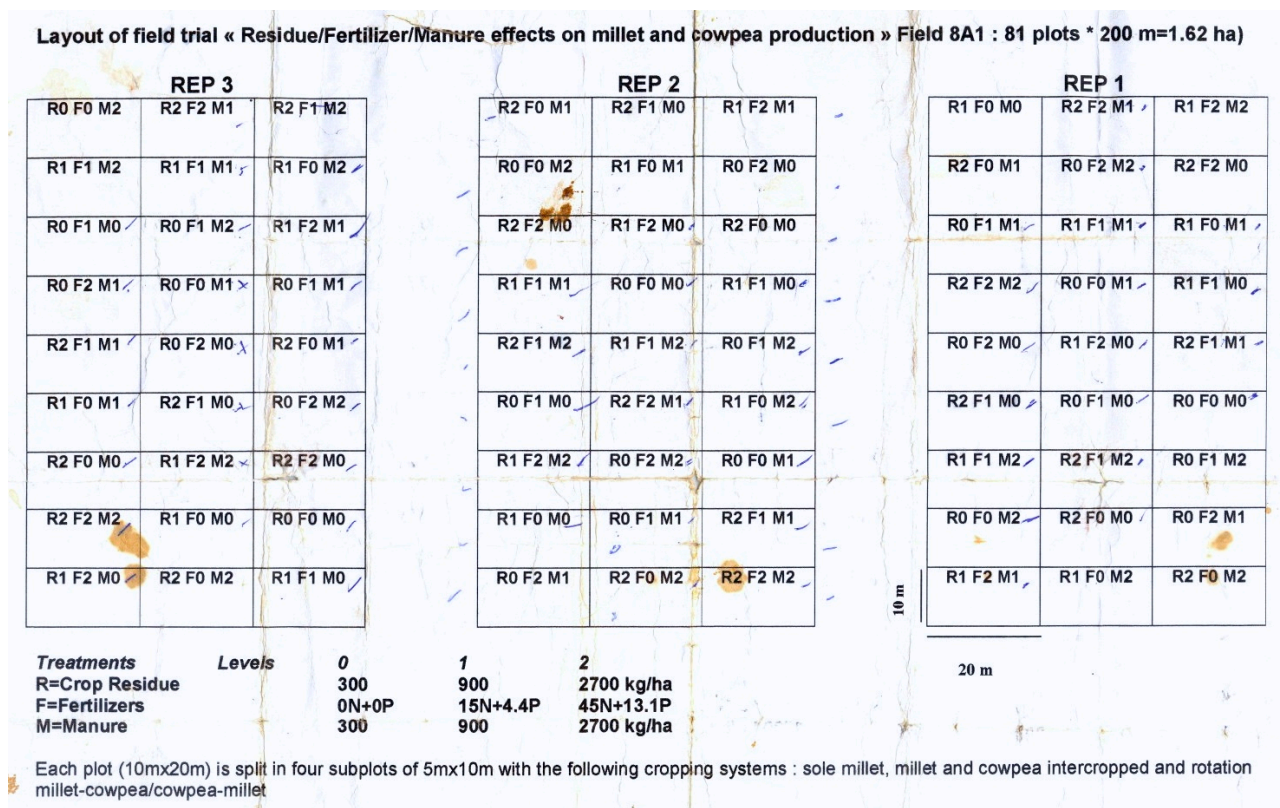 Layout of field trial « Residue/Fertilizer/Manure effects on millet and cowpea production » Field 8A1 : 81 plots * 200 m=1.62 ha)
REP 3
R0 F0 M2 R2 F2 M1 R2 F1 M2
R1 F1 M2 R1 F1 M1 R1 F0 M2
R0 F1 M0 R0 F1 M2 R1 F2 M1
R0 F2 M1 R0 F0 M1 R0 F1 M1
R2 F1 M1 R0 F2 M0 R2 F0 M1
R1 F0 M1 R2 F1 M0 R0 F2 M2
R2 F0 M0 R1 F2 M2 R2 F2 M0
R2 F2 M2 R1 F0 M0 R0 F0 M0
R1 F2 M0 R2 F0 M2 R1 F1 M0
REP 2
R2 F0 M1 R2 F1 M0 R1 F2 M1
R0 F0 M2 R1 F0 M1 R0 F2 M0
R2 F2 M0 R1 F2 M0 R2 F0 M0
R1 F1 M1 R0 F0 M0 R1 F1 M0
R2 F1 M2 R1 F1 M2 R0 F1 M2
R0 F1 M0 R2 F2 M1 R1 F0 M2
R1 F2 M2 R0 F2 M2 R0 F0 M1
R1 F0 M0 R0 F1 M1 R2 F1 M1
R0 F2 M1 R2 F0 M2 R2 F2 M2
REP 1
R1 F0 M0 R2 F2 M1 R1 F2 M2
R2 F0 M1 R0 F2 M2 R2 F2 M0
R0 F1 M1 R1 F1 M1 R1 F0 M1
R2 F2 M2 R0 F0 M1 R1 F1 M0
R0 F2 M0 R1 F2 M0 R2 F1 M1
R2 F1 M0 R0 F1 M0 R0 F0 M0
R1 F1 M2 R2 F1 M2 R0 F1 M2
R0 F0 M2 R2 F0 M0 R0 F2 M1
R1 F2 M1 R1 F0 M2 R2 F0 M2
10 m
20 m
Treatments Levels 0 1 2
R=Crop Residue 300 900 2700 kg/ha
F=Fertilizers 0N+0P 15N+4.4P 45N+13.1P
M=Manure 300 900 2700 kg/ha
Each plot (10mx20m) is split in four subplots of 5mx10m with the following cropping systems : sole millet, millet and cowpea intercropped and rotation
millet-cowpea/cowpea-millet